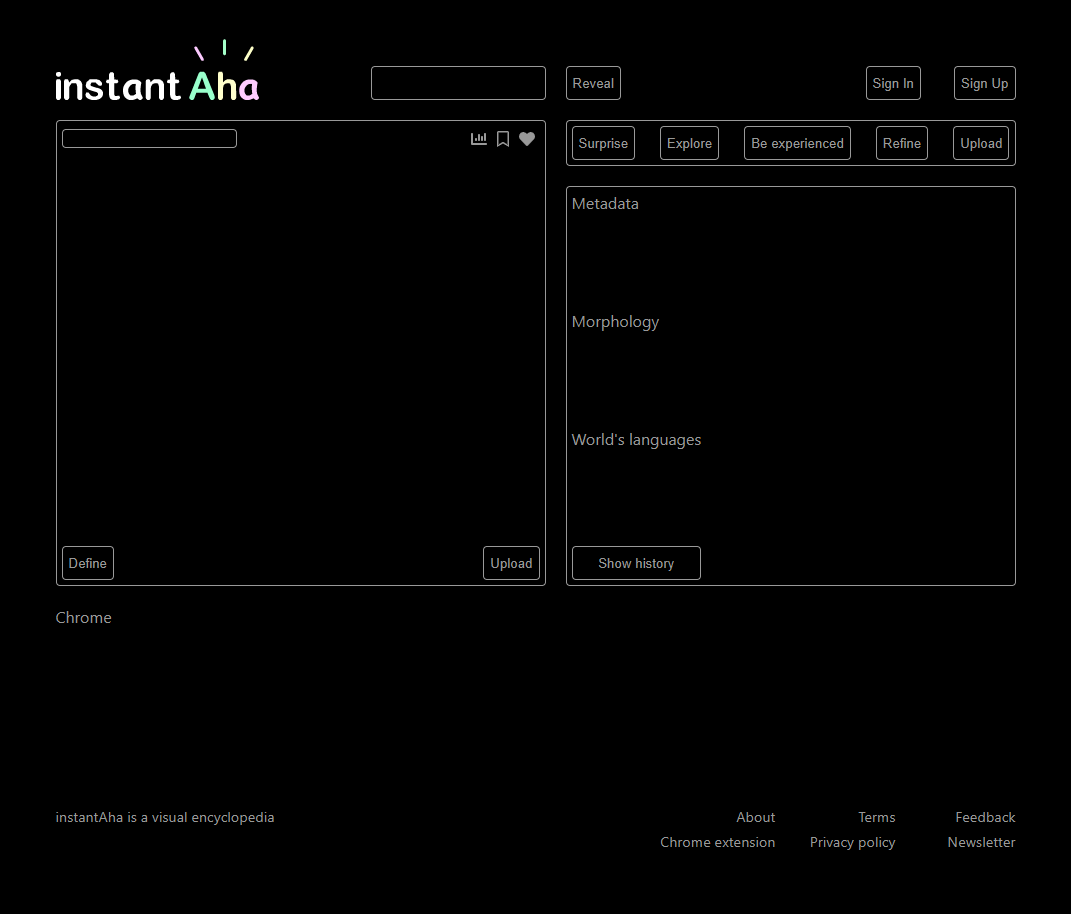 instant Aha
Reveal
Sign In
Sign Up
Surprise
Explore
Be experienced
Refine
Upload
Metadata
Morphology
World's languages
Define
Upload
Show history
Chrome
instantAha is a visual encyclopedia
About
Terms
Feedback
Chrome extension
Privacy policy
Newsletter